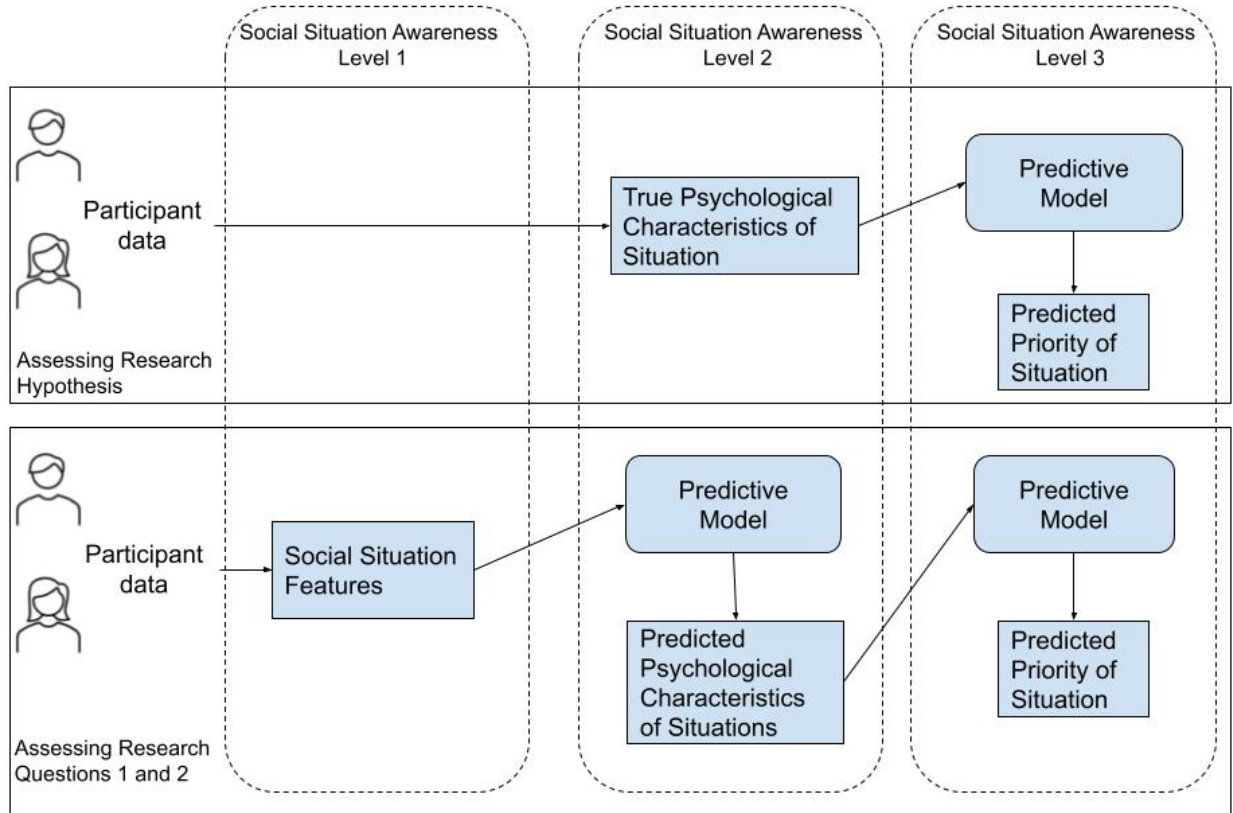 Social Situation Awareness
Level 1
Social Situation Awareness
Level 2
Social Situation Awareness
Level 3
Participant
data
True Psychological
Characteristics of
Situation
Predictive
Model
Predicted
Priority of
Situation
Assessing Research
Hypothesis
Participant
data
Social Situation
Features
Predictive
Model
Predicted
Psychological
Characteristics
of Situations
Predictive
Model
Predicted
Priority of
Situation
Assessing Research
Questions 1 and 2